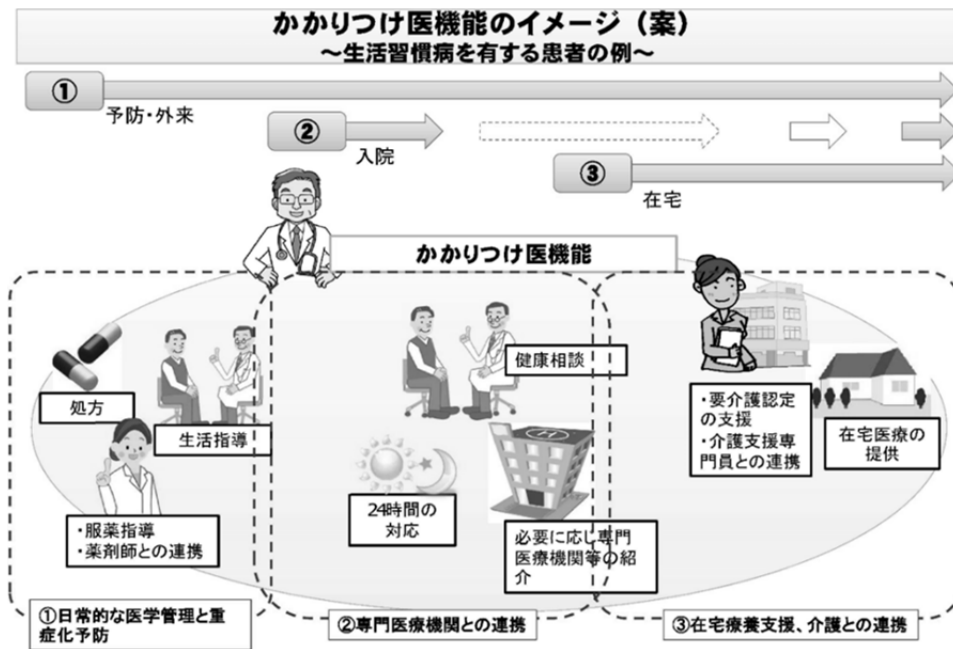 かかりつけ医機能のイメージ（案）
～生活習慣病を有する患者の例～
①
予防・外来
②
入院
③
在宅
かかりつけ医機能
処方
生活指導
・服薬指導
・薬剤師との連携
健康相談
24時間の
対応
必要に応じ専門
医療機関等の紹
介
・要介護認定
の支援
・介護支援専
門員との連携
在宅医療の
提供
①日常的な医学管理と重
症化予防
②専門医療機関との連携
③在宅療養支援、介護との連携